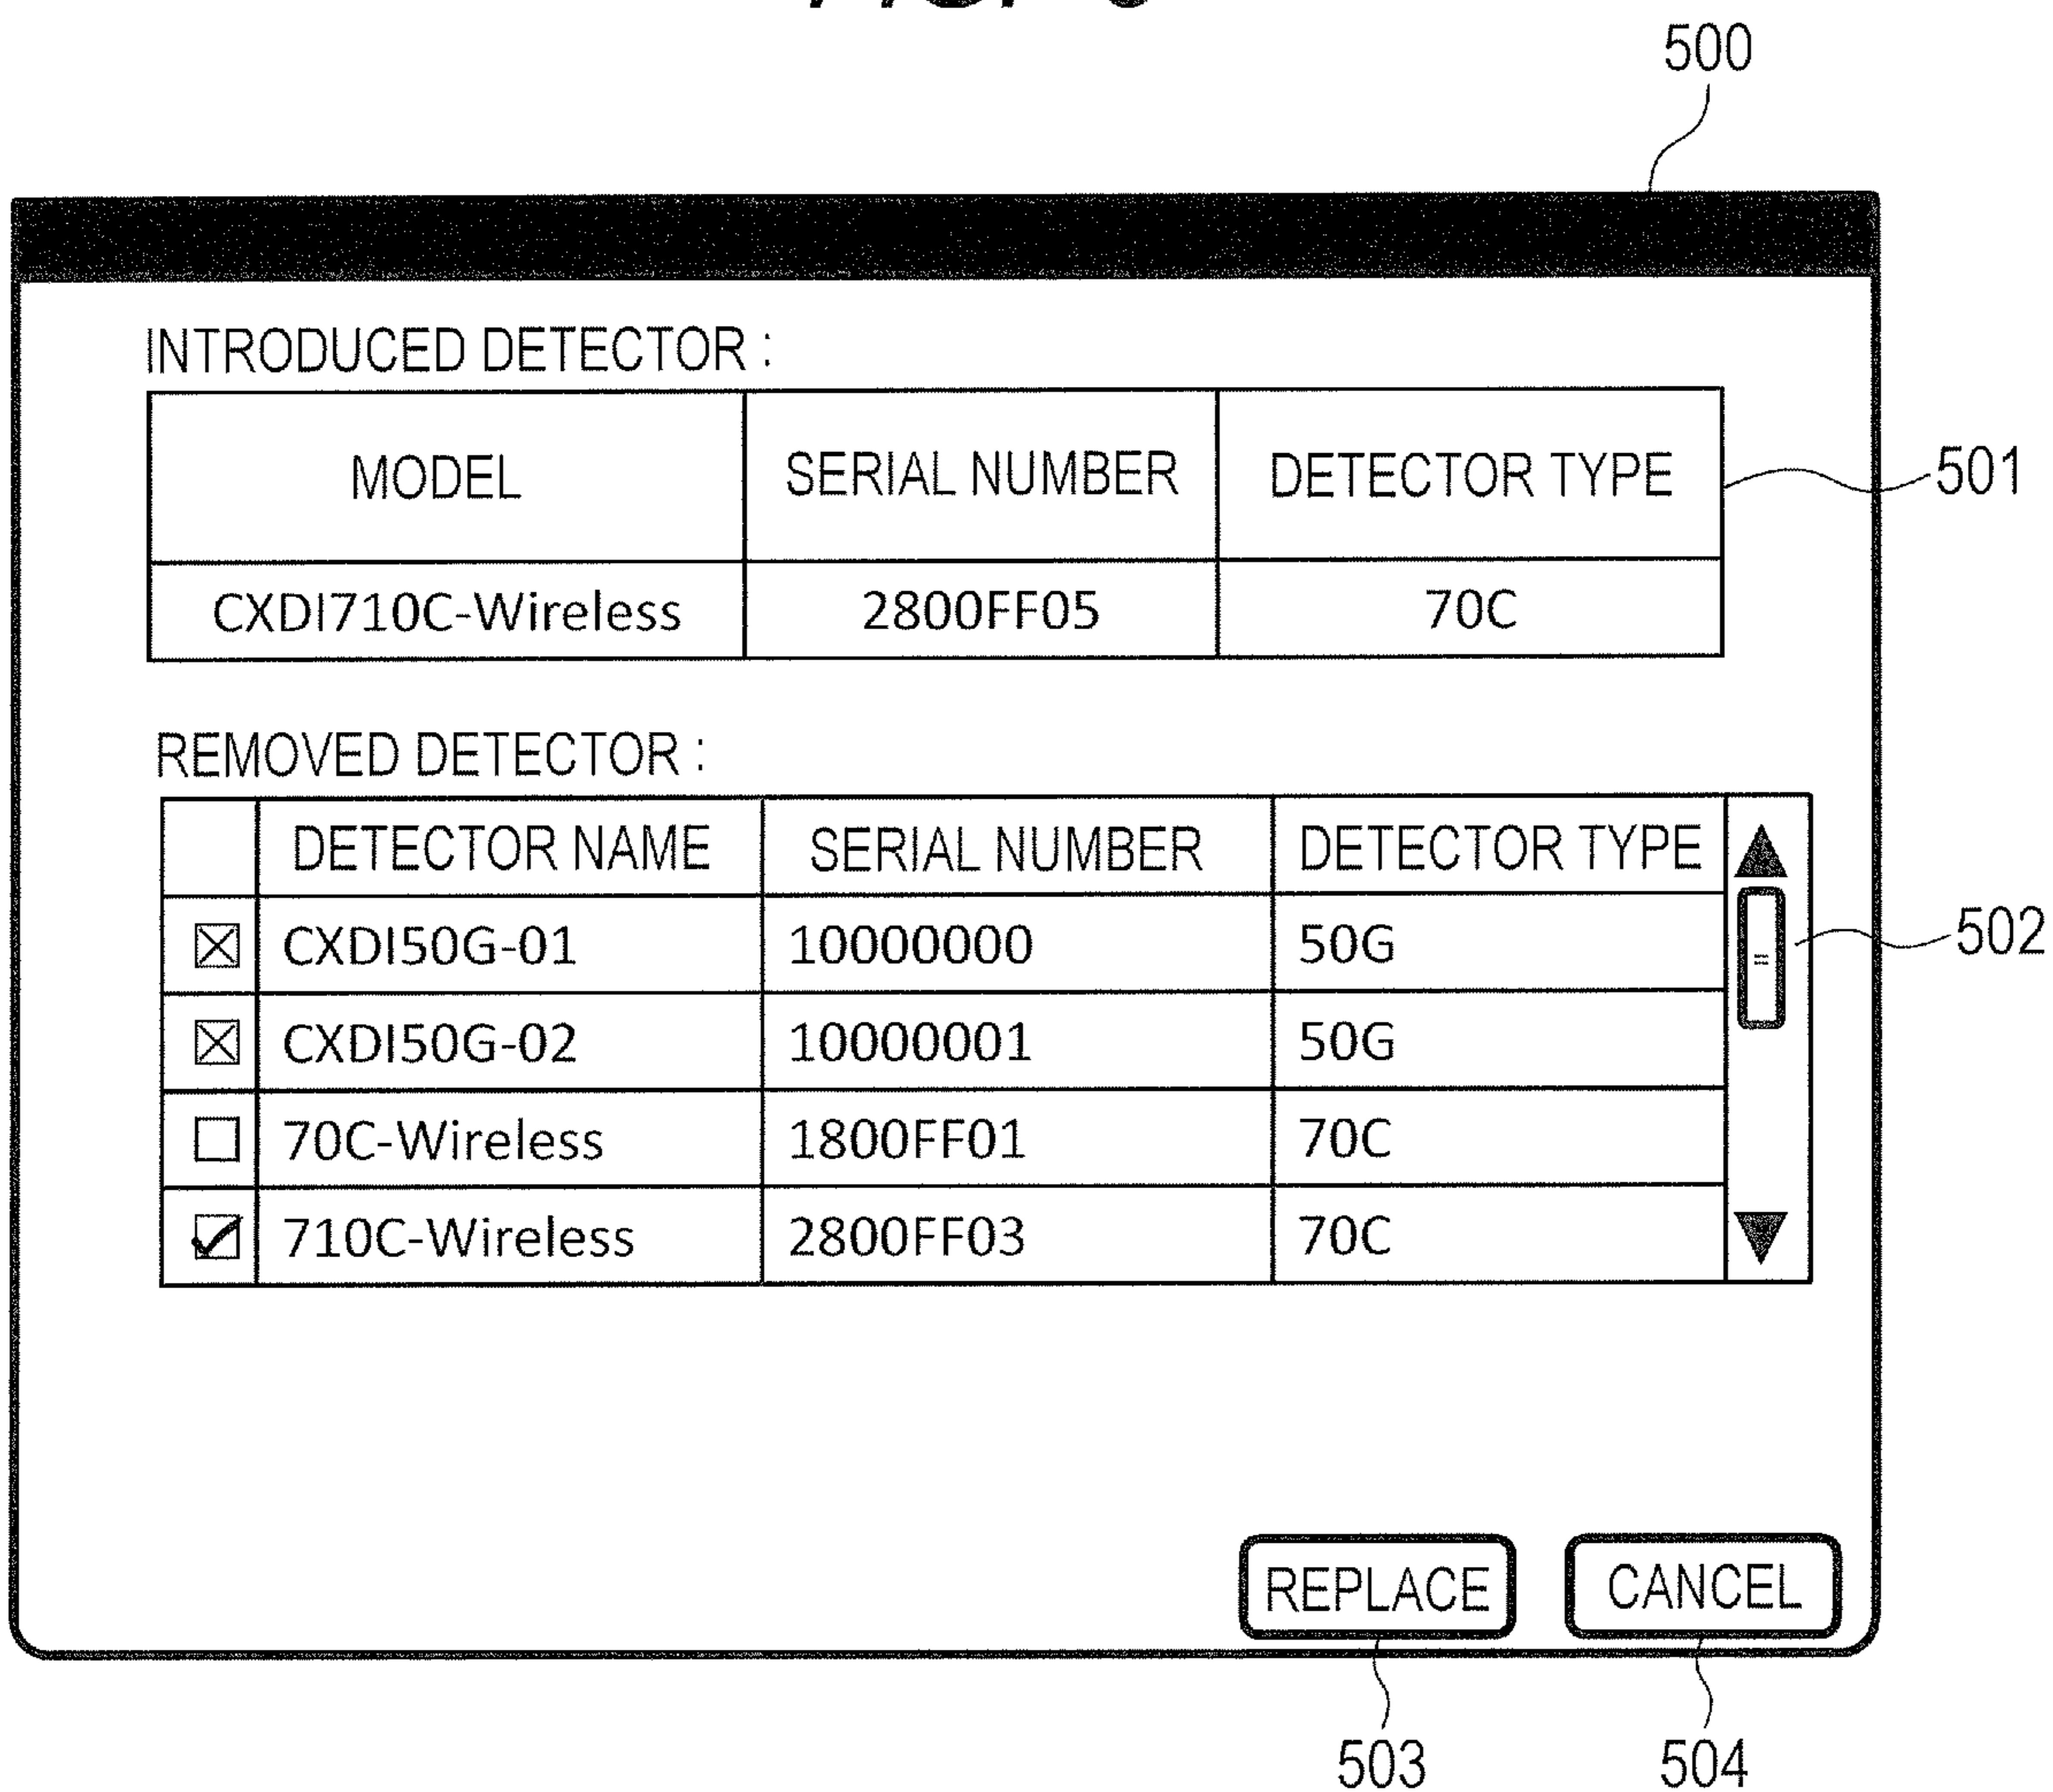 500
INTRODUCED DETECTOR :
MODEL SERIAL NUMBER DETECTOR TYPE
501
CXDI710C-Wireless 2800FF05 70C
REMOVED DETECTOR :
DETECTOR NAME SERIAL NUMBER DETECTOR TYPE
CXDI50G-01 10000000 50G
502
CXDI50G-02 10000001 50G
70C-Wireless 1800FF01 70C
710C-Wireless 2800FF03 70C
REPLACE CANCEL
503 504